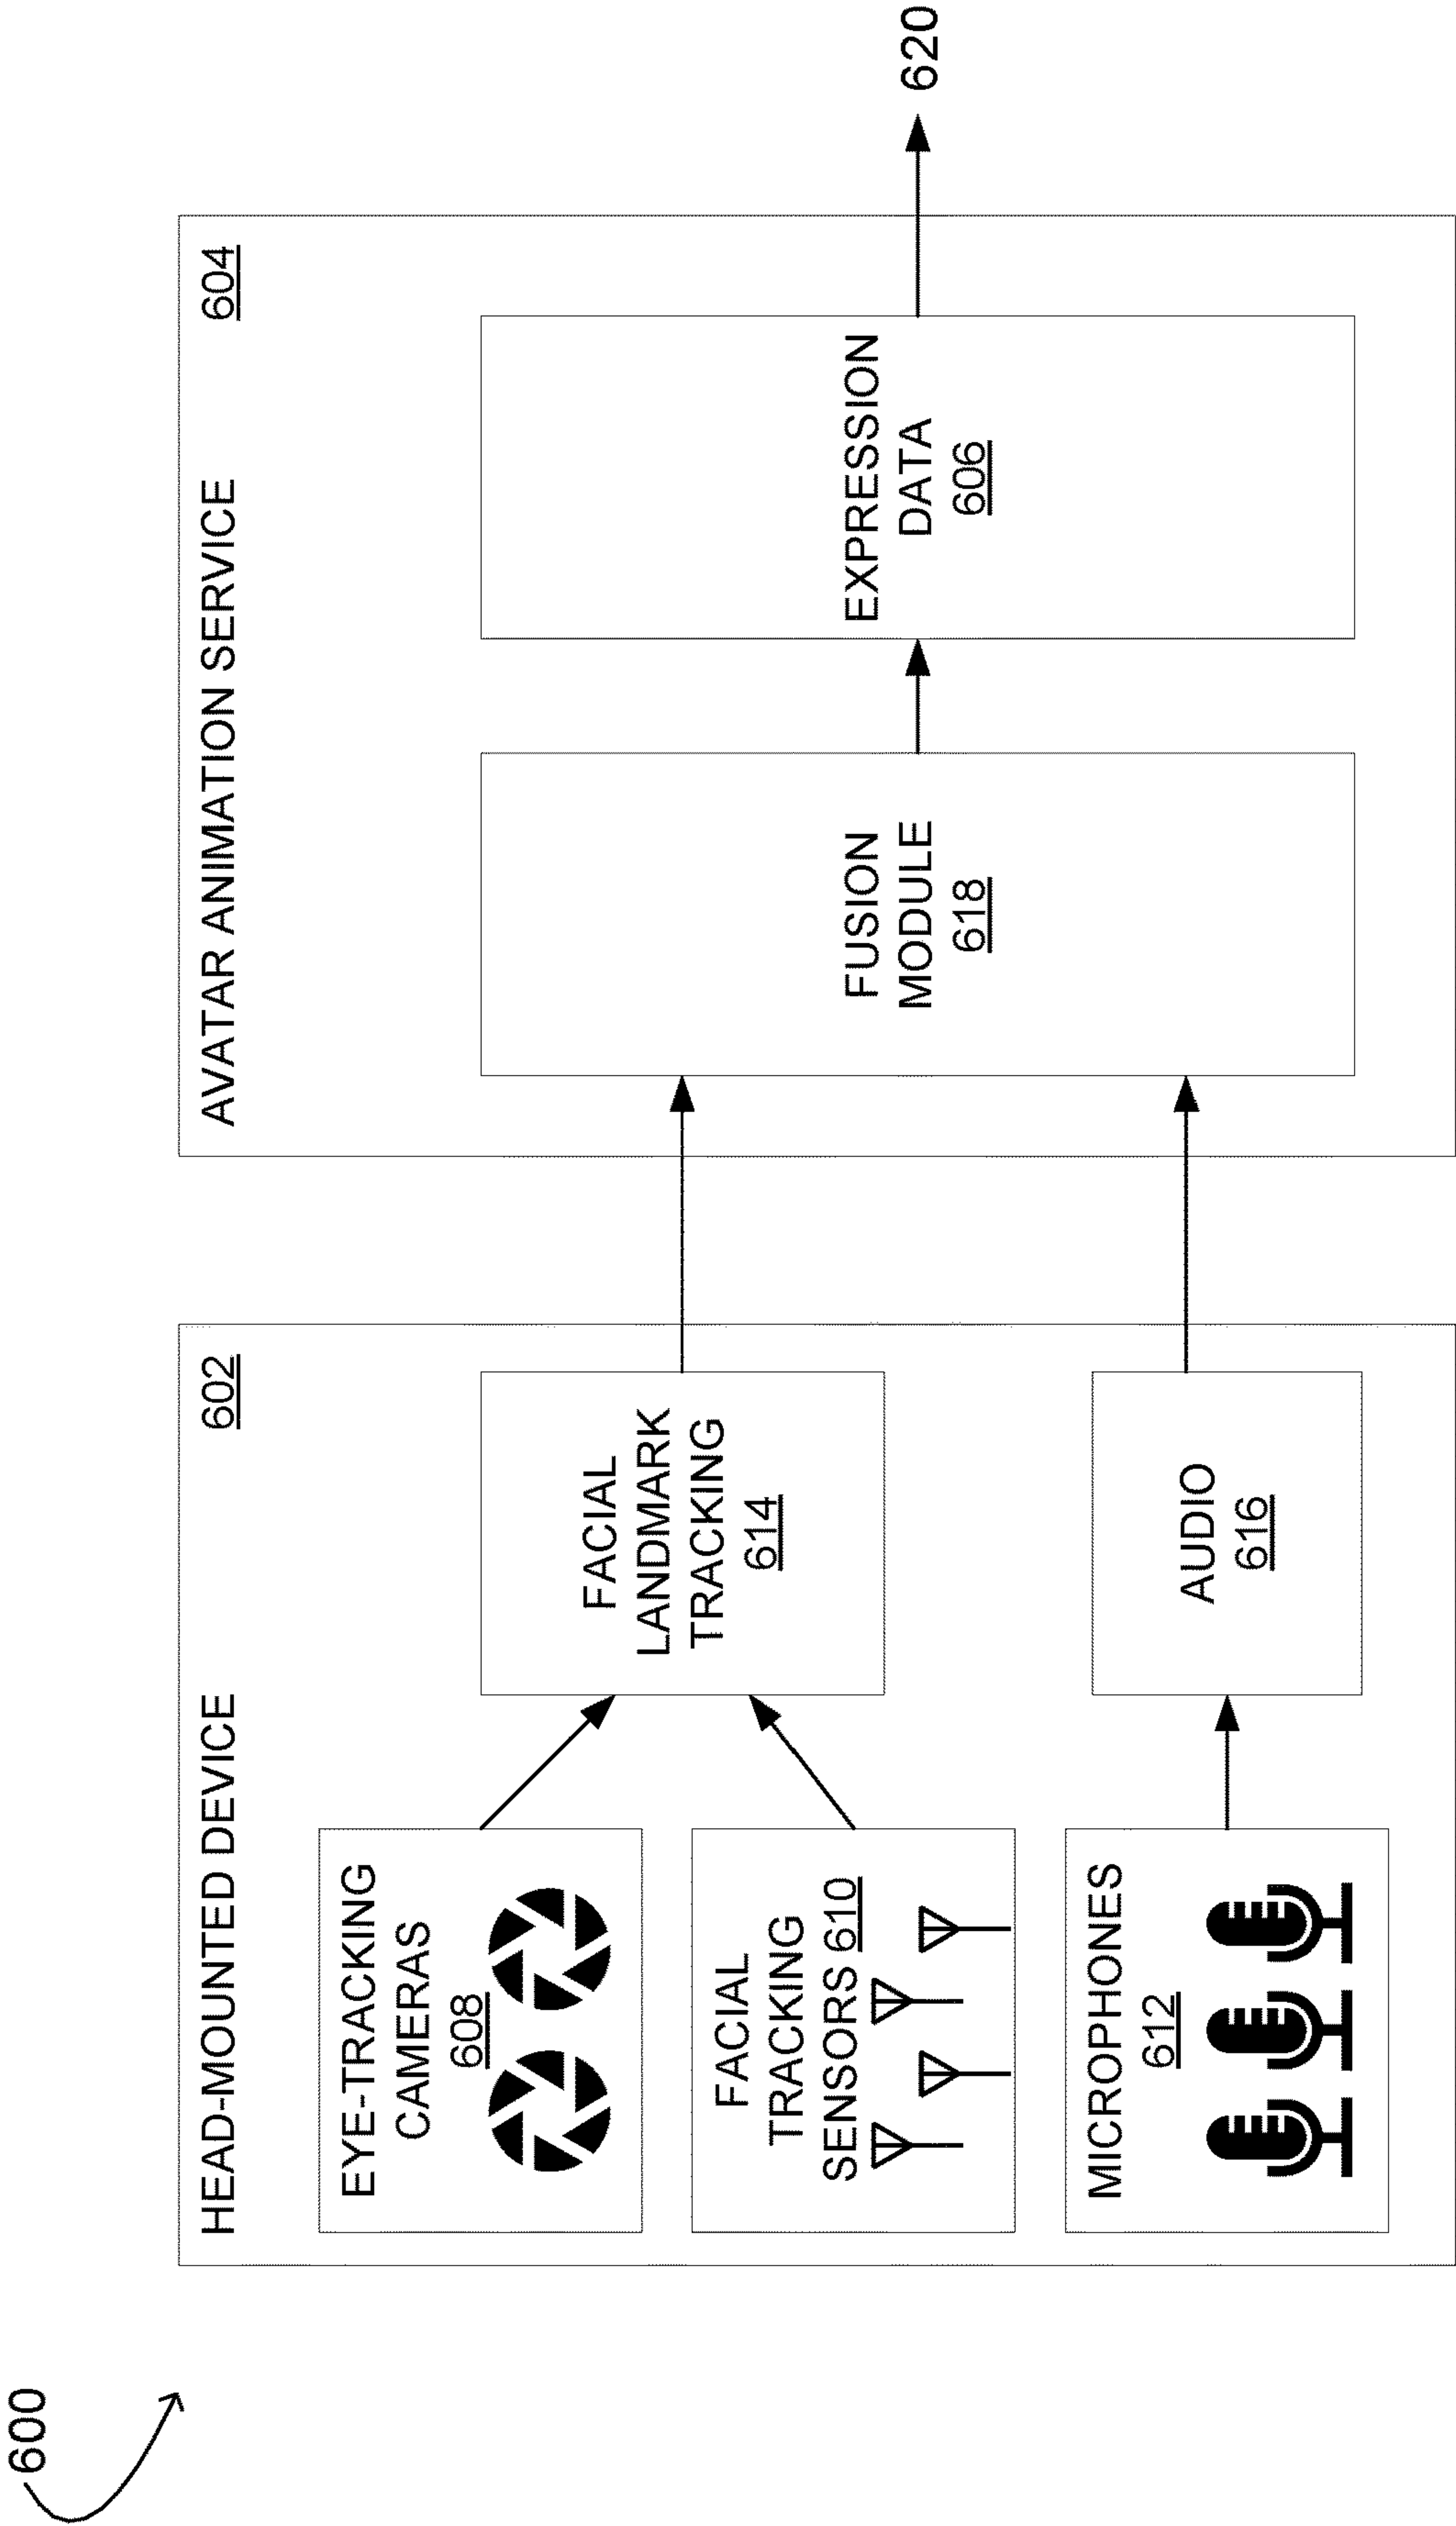 600
HEAD-MOUNTED DEVICE
602
EYE-TRACKING
CAMERAS
608
FACIAL
TRACKING
SENSORS 610
MICROPHONES
612
FACIAL
LANDMARK
TRACKING
614
AUDIO
616
AVATAR ANIMATION SERVICE
604
FUSION
MODULE
618
EXPRESSION
DATA
606
620